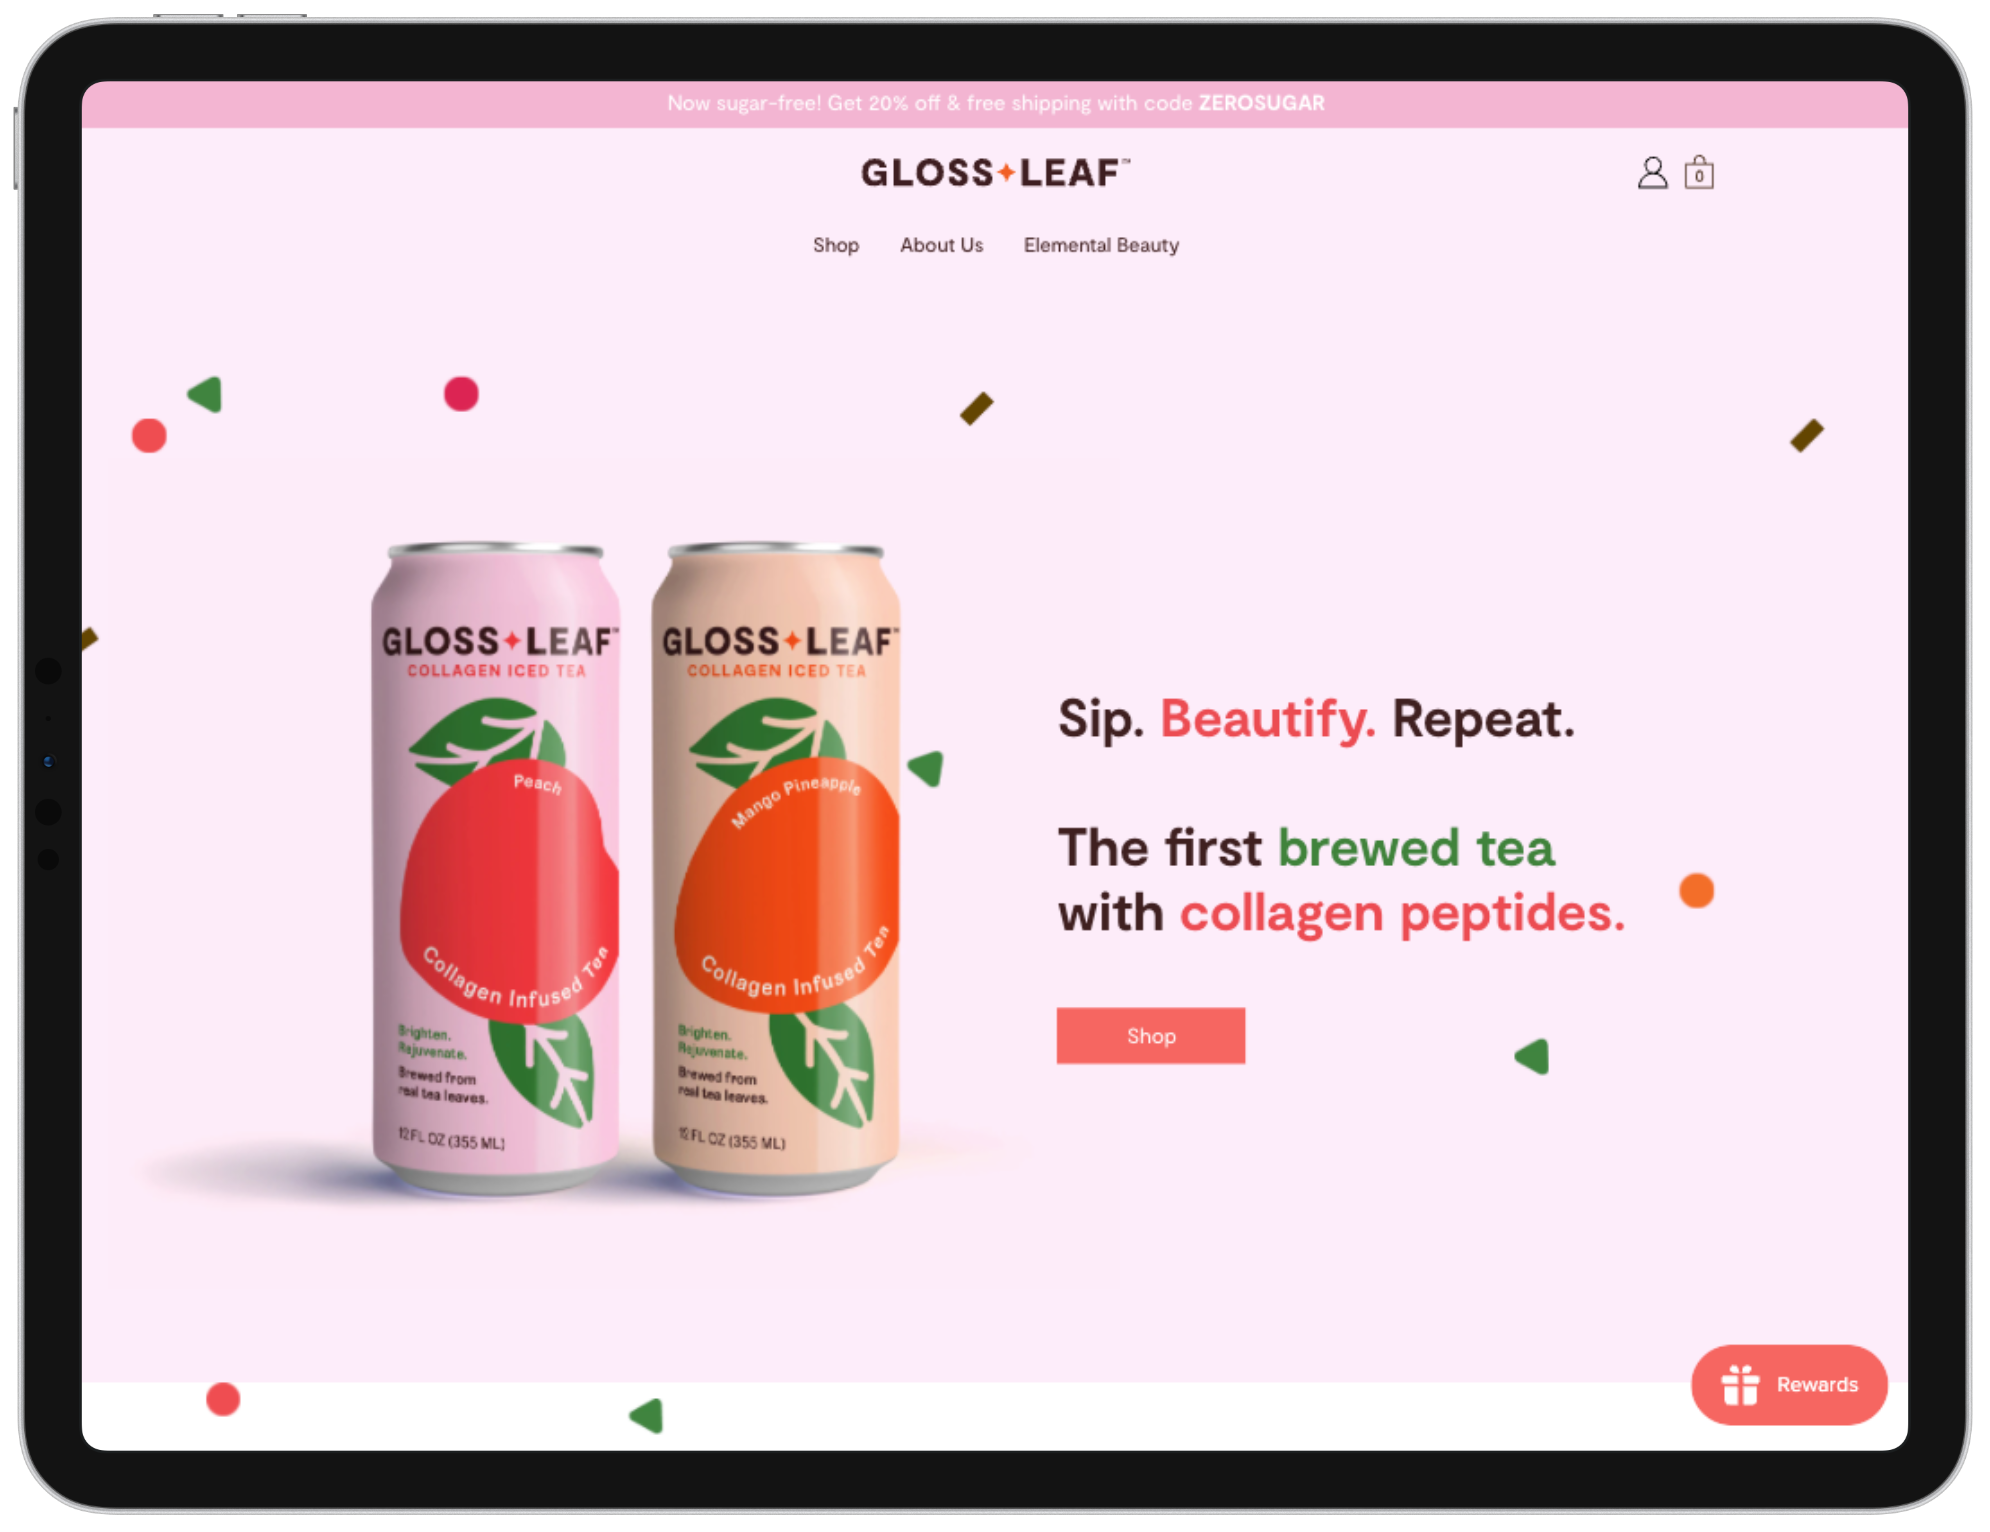 Now sugar-free! Get 20% off & free shipping with code ZEROSUGAR
GLOSS✦LEAF™
0
Shop About Us Elemental Beauty
GLOSS✦LEAF™
COLLAGEN ICED TEA
Peach
Collagen Infused Tea
Brighten.
Rejuvenate.
Brewed from
real tea leaves.
12 FL OZ (355 ML)
GLOSS✦LEAF™
COLLAGEN ICED TEA
Mango Pineapple
Collagen Infused Tea
Brighten.
Rejuvenate.
Brewed from
real tea leaves.
12 FL OZ (355 ML)
Sip. Beautify. Repeat.
The first brewed tea
with collagen peptides.
Shop
Rewards